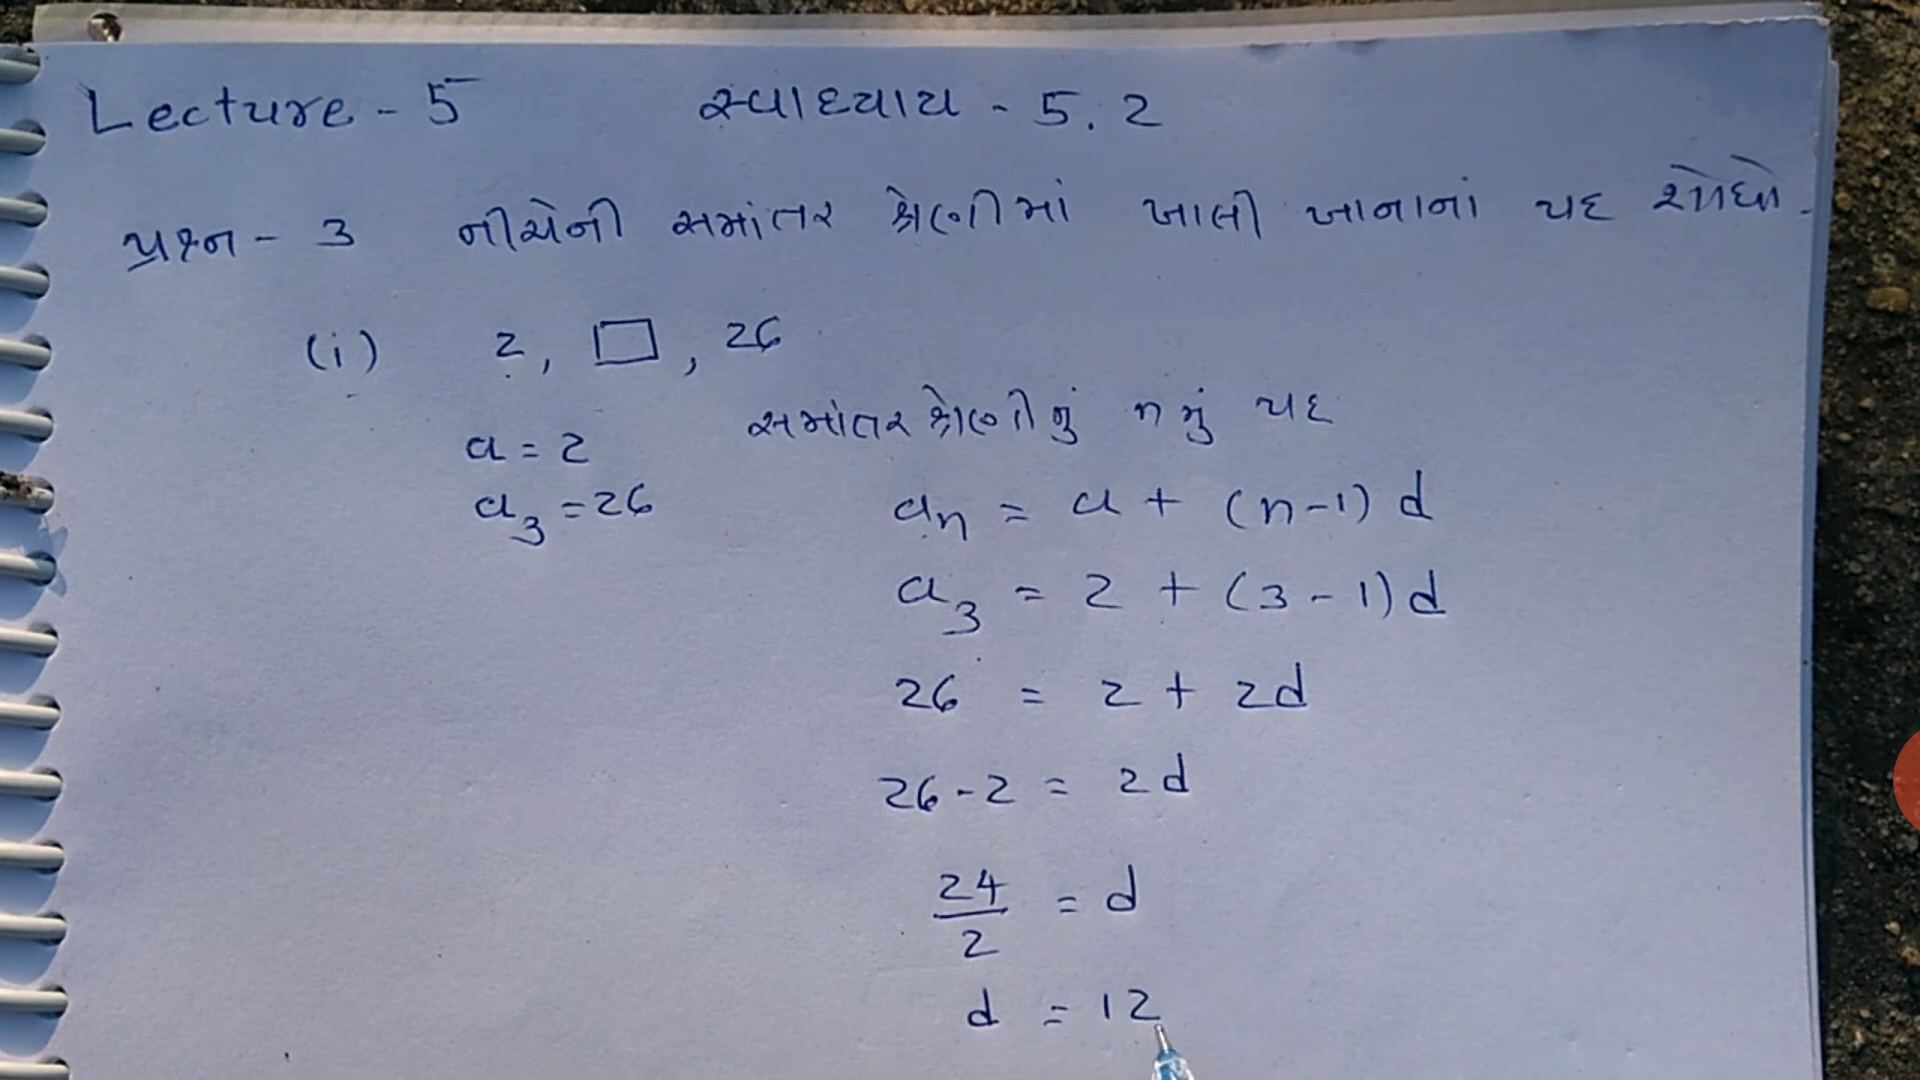 Lecture - 5 સ્વાધ્યાય - 5.2
પ્રશ્ન - 3 નીચેની સમાંતર શ્રેણીમાં ખાલી ખાનાનાં પદ શોધો.
(i) 2, □, 26
સમાંતર શ્રેણીનું n મું પદ
a = 2
a₃ = 26
aₙ = a + (n-1) d
a₃ = 2 + (3-1) d
26 = 2 + 2d
26 - 2 = 2d
24/2 = d
d = 12